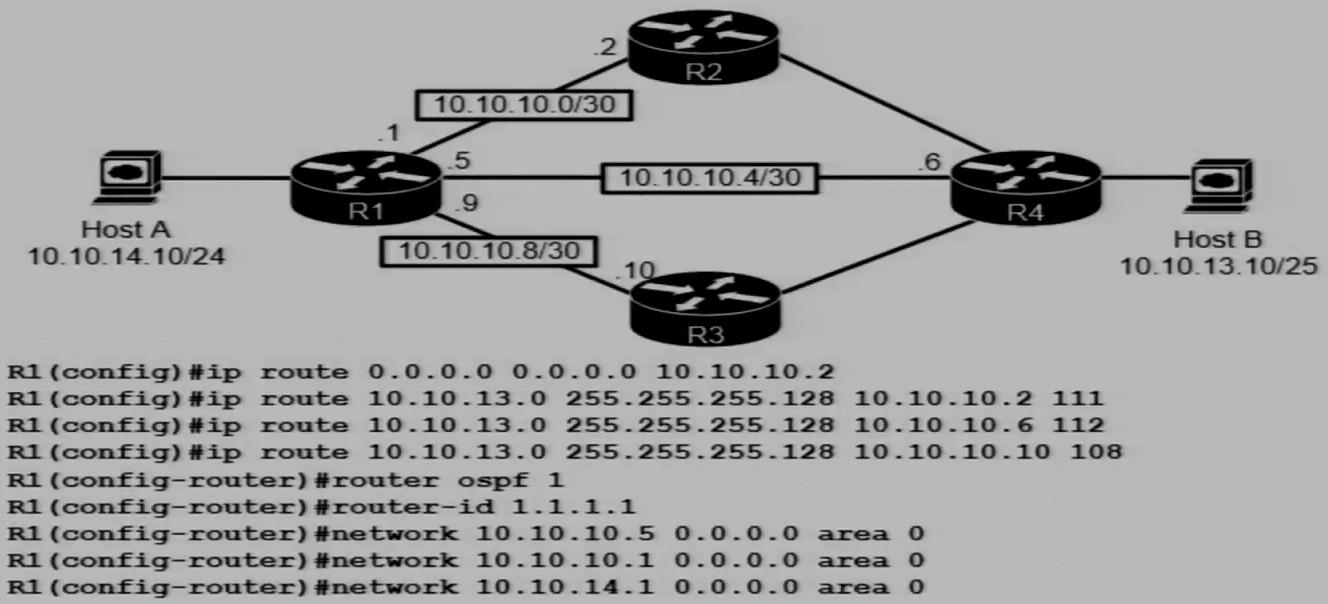 .2
R2
10.10.10.0/30
.1
.5
10.10.10.4/30
.6
R1
R4
.9
Host A
10.10.14.10/24
10.10.10.8/30
Host B
10.10.13.10/25
.10
R3
R1(config)#ip route 0.0.0.0 0.0.0.0 10.10.10.2
R1(config)#ip route 10.10.13.0 255.255.255.128 10.10.10.2 111
R1(config)#ip route 10.10.13.0 255.255.255.128 10.10.10.6 112
R1(config)#ip route 10.10.13.0 255.255.255.128 10.10.10.10 108
R1(config-router)#router ospf 1
R1(config-router)#router-id 1.1.1.1
R1(config-router)#network 10.10.10.5 0.0.0.0 area 0
R1(config-router)#network 10.10.10.1 0.0.0.0 area 0
R1(config-router)#network 10.10.14.1 0.0.0.0 area 0